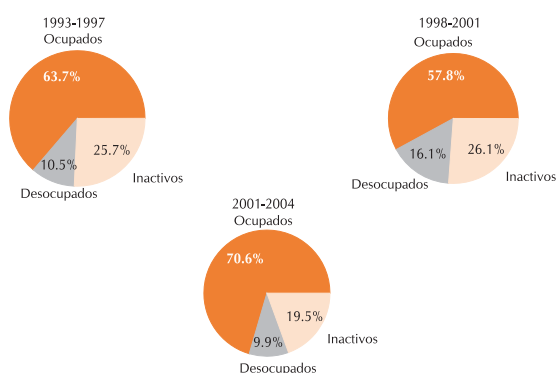 1993-1997
Ocupados
63.7%
25.7%
10.5%
Inactivos
Desocupados
1998-2001
Ocupados
57.8%
26.1%
16.1%
Inactivos
Desocupados
2001-2004
Ocupados
70.6%
19.5%
9.9%
Inactivos
Desocupados